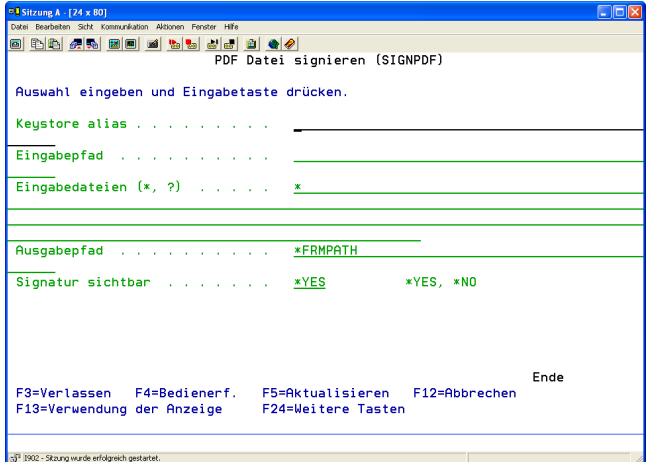 Sitzung A - [24 x 80]
Datei Bearbeiten Sicht Kommunikation Aktionen Fenster Hilfe
PDF Datei signieren (SIGNPDF)
Auswahl eingeben und Eingabetaste drücken.
Keystore alias . . . . . . . . .
Eingabepfad . . . . . . . . . .
Eingabedateien (*, ?) . . . . . *
Ausgabepfad . . . . . . . . . . *FRMPATH
Signatur sichtbar . . . . . . . *YES *YES, *NO
Ende
F3=Verlassen F4=Bedienerf. F5=Aktualisieren F12=Abbrechen
F13=Verwendung der Anzeige F24=Weitere Tasten
I902 - Sitzung wurde erfolgreich gestartet.